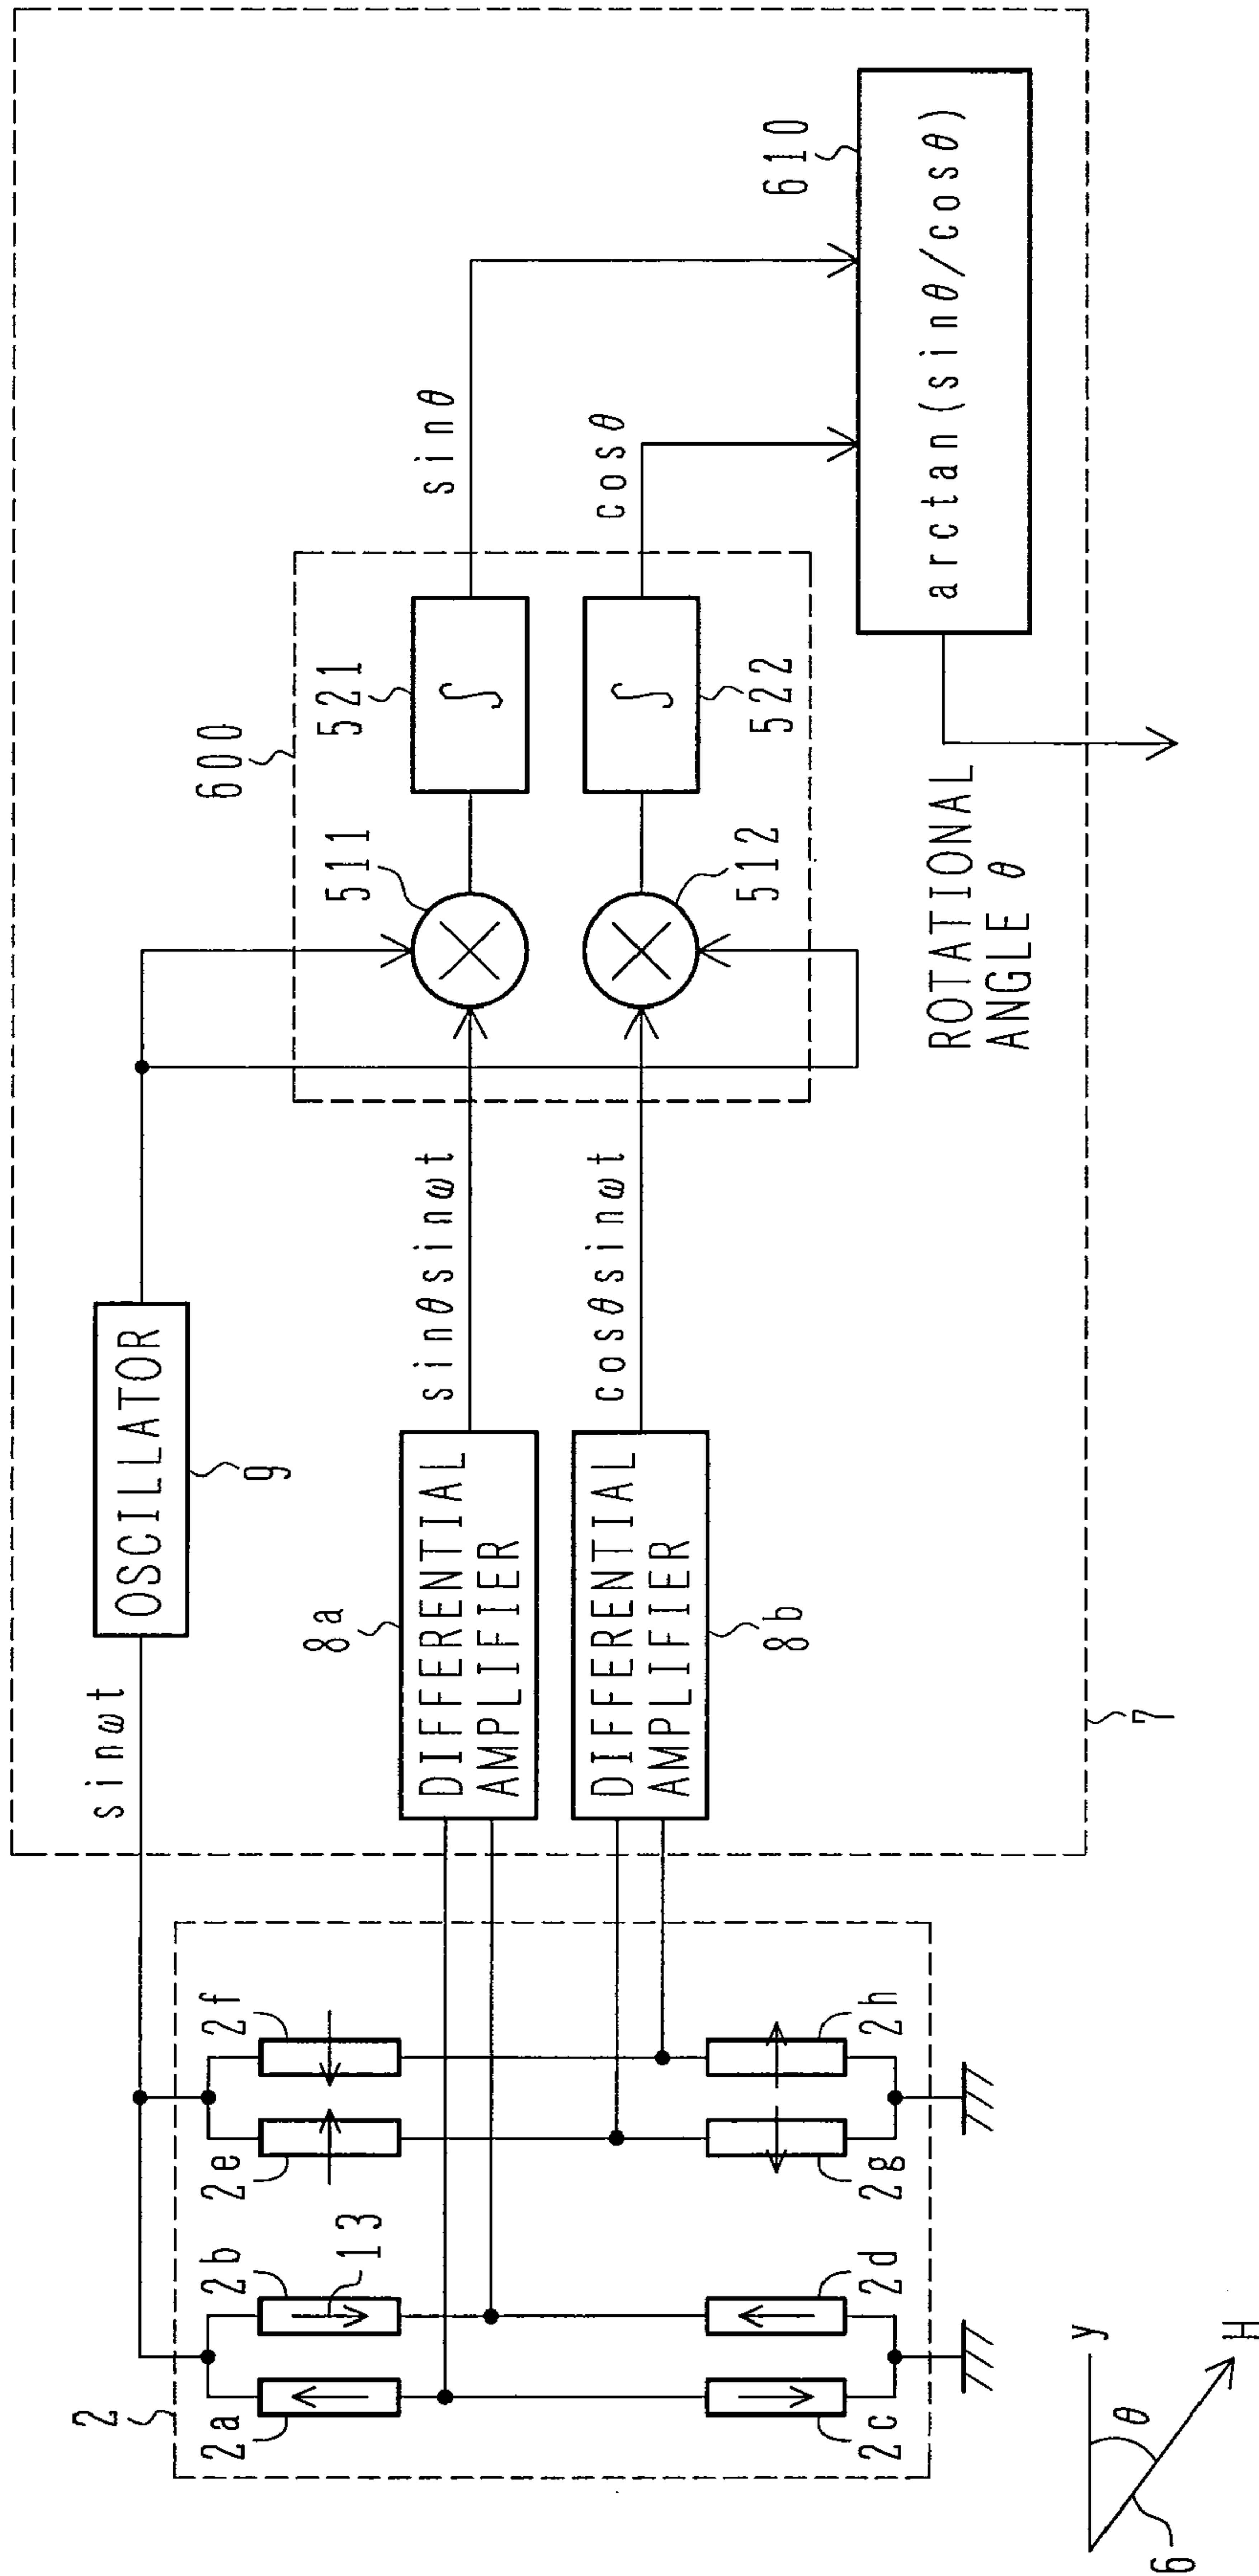 sinωt
OSCILLATOR
9
600
511
521
sinθ
8a
DIFFERENTIAL
AMPLIFIER
sinθsinωt
∫
DIFFERENTIAL
AMPLIFIER
8b
cosθsinωt
512
∫
522
cosθ
610
arctan(sinθ/cosθ)
ROTATIONAL
ANGLE θ
7
2
2a
2b
13
2e
2f
2c
2d
2g
2h
y
θ
H
6